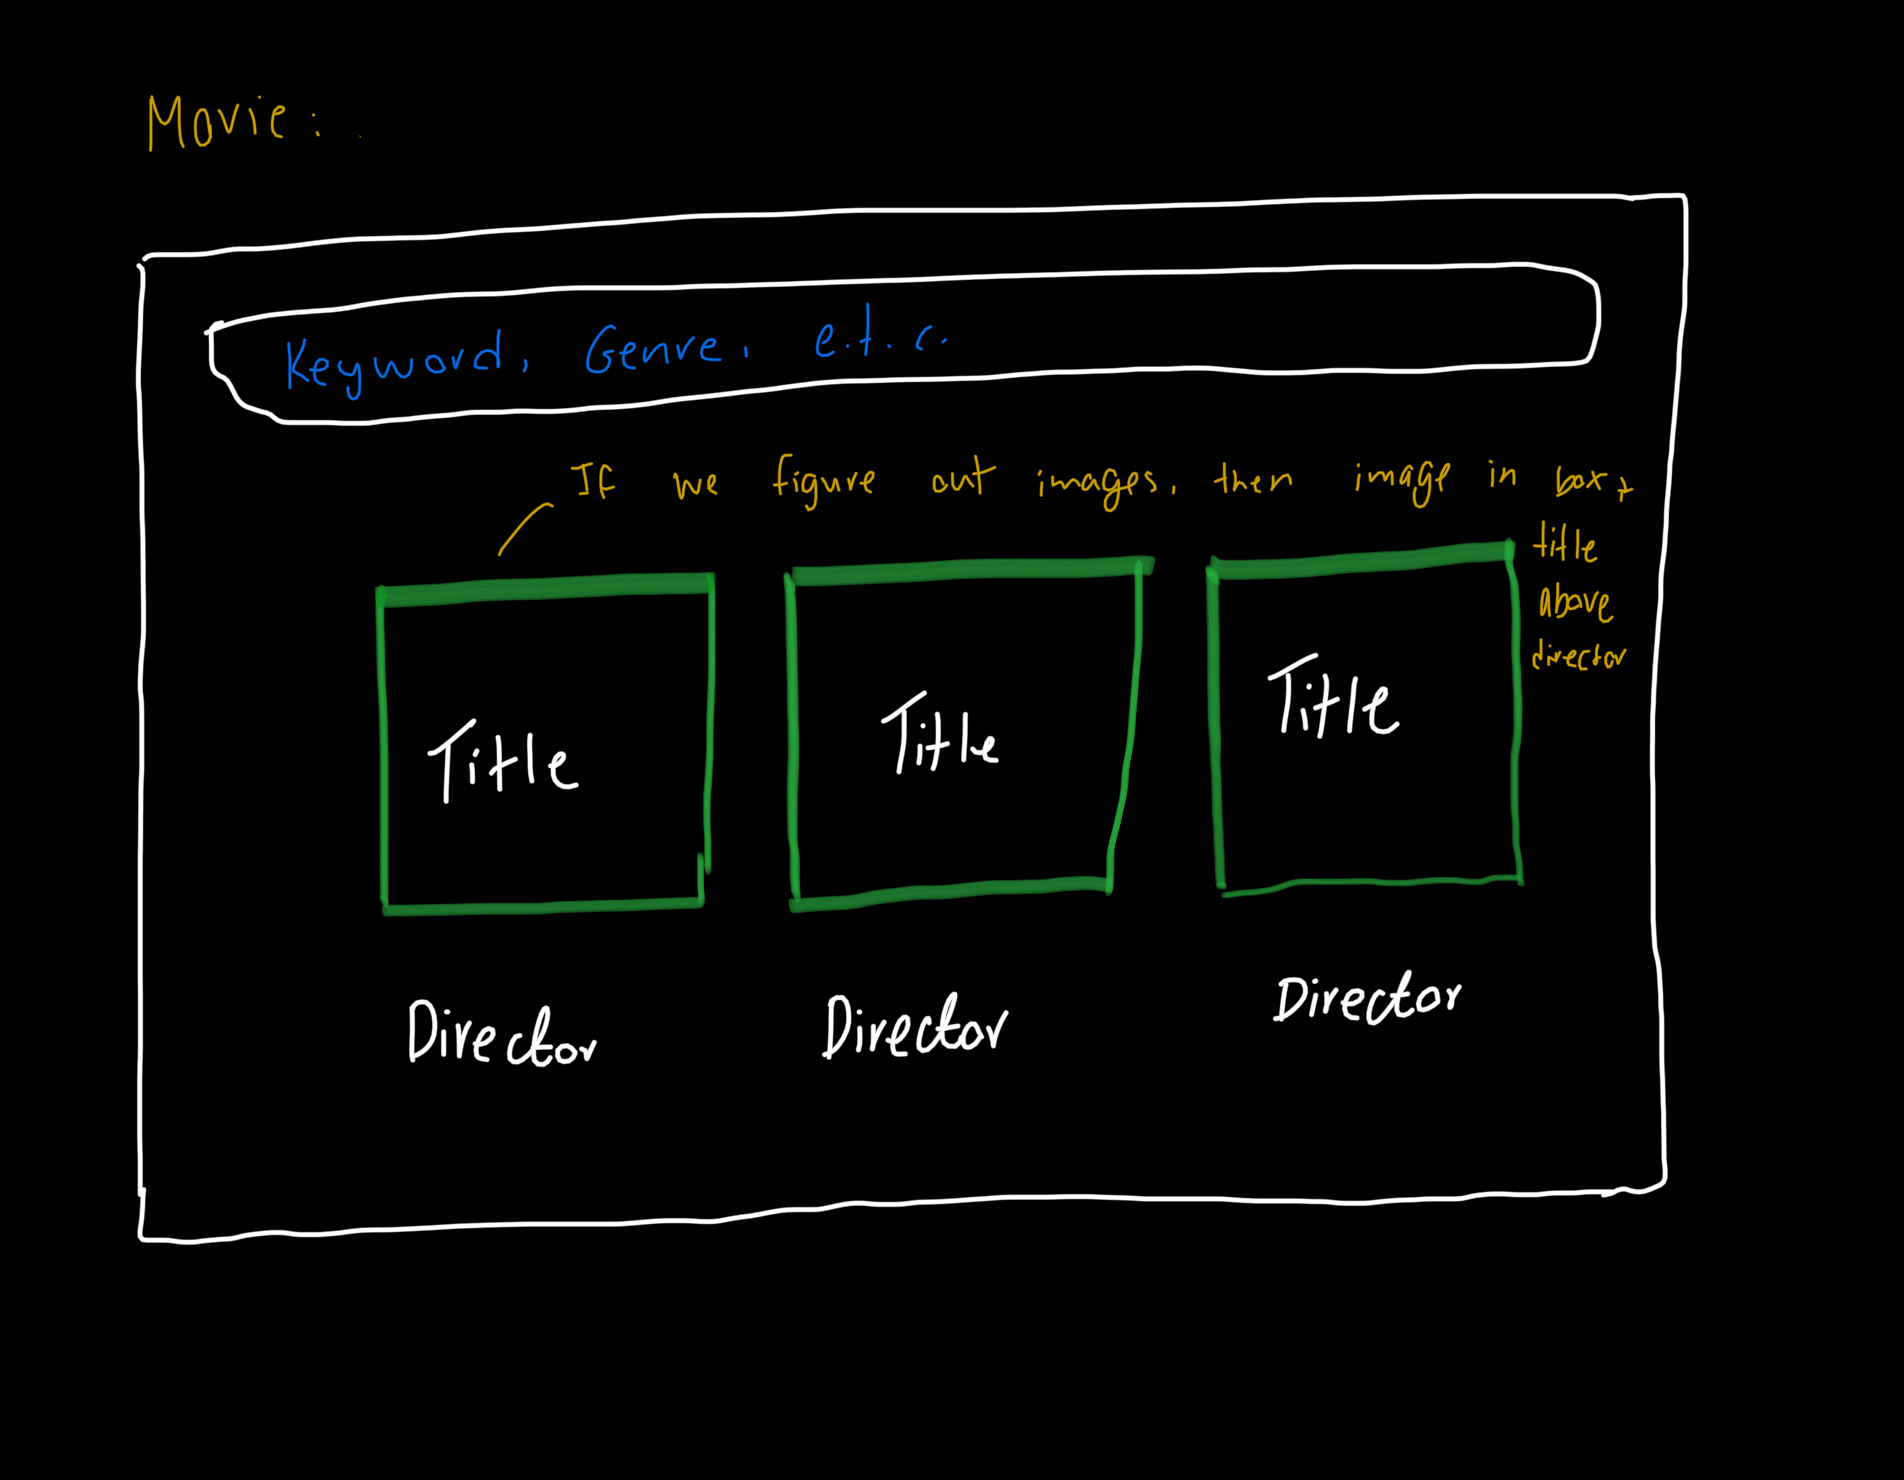 Movie:
Keyword, Genre, e.t.c.
If we figure out images, then image in box +
title
above
director
Title Title Title
Director Director Director